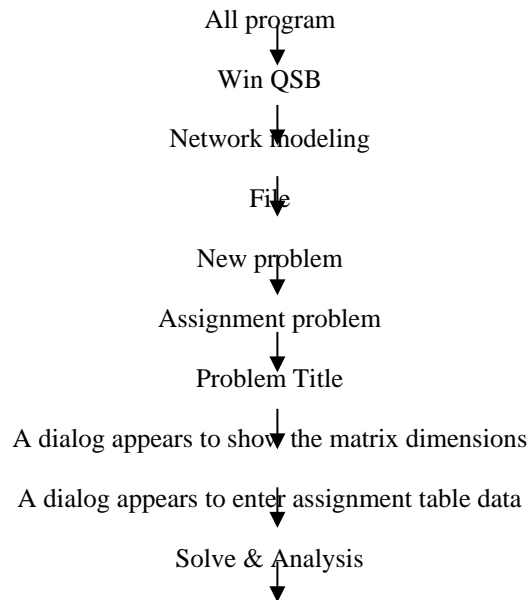 All program
Win QSB
Network modeling
File
New problem
Assignment problem
Problem Title
A dialog appears to show the matrix dimensions
A dialog appears to enter assignment table data
Solve & Analysis